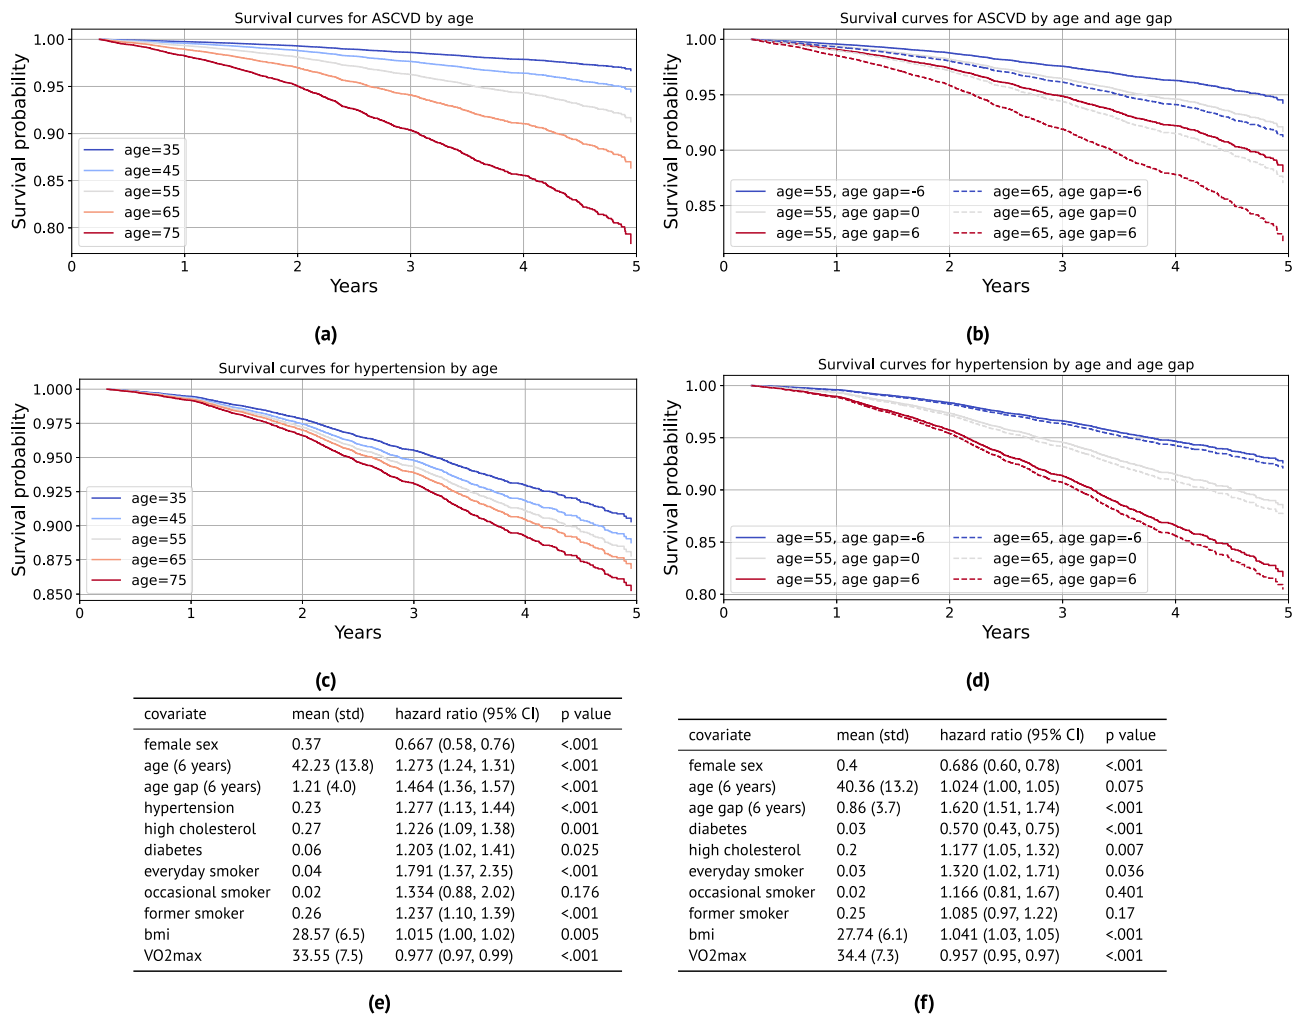 Survival curves for ASCVD by age
1.00
0.95
0.90
0.85
0.80
Survival probability
age=35
age=45
age=55
age=65
age=75
0 1 2 3 4 5
Years
(a)
Survival curves for ASCVD by age and age gap
1.00
0.95
0.90
0.85
Survival probability
age=55, age gap=-6 age=65, age gap=-6
age=55, age gap=0 age=65, age gap=0
age=55, age gap=6 age=65, age gap=6
0 1 2 3 4 5
Years
(b)
Survival curves for hypertension by age
1.000
0.975
0.950
0.925
0.900
0.875
0.850
Survival probability
age=35
age=45
age=55
age=65
age=75
0 1 2 3 4 5
Years
(c)
Survival curves for hypertension by age and age gap
1.00
0.95
0.90
0.85
0.80
Survival probability
age=55, age gap=-6 age=65, age gap=-6
age=55, age gap=0 age=65, age gap=0
age=55, age gap=6 age=65, age gap=6
0 1 2 3 4 5
Years
(d)
covariate mean (std) hazard ratio (95% CI) p value
female sex 0.37 0.667 (0.58, 0.76) <.001
age (6 years) 42.23 (13.8) 1.273 (1.24, 1.31) <.001
age gap (6 years) 1.21 (4.0) 1.464 (1.36, 1.57) <.001
hypertension 0.23 1.277 (1.13, 1.44) <.001
high cholesterol 0.27 1.226 (1.09, 1.38) 0.001
diabetes 0.06 1.203 (1.02, 1.41) 0.025
everyday smoker 0.04 1.791 (1.37, 2.35) <.001
occasional smoker 0.02 1.334 (0.88, 2.02) 0.176
former smoker 0.26 1.237 (1.10, 1.39) <.001
bmi 28.57 (6.5) 1.015 (1.00, 1.02) 0.005
VO2max 33.55 (7.5) 0.977 (0.97, 0.99) <.001
(e)
covariate mean (std) hazard ratio (95% CI) p value
female sex 0.4 0.686 (0.60, 0.78) <.001
age (6 years) 40.36 (13.2) 1.024 (1.00, 1.05) 0.075
age gap (6 years) 0.86 (3.7) 1.620 (1.51, 1.74) <.001
diabetes 0.03 0.570 (0.43, 0.75) <.001
high cholesterol 0.2 1.177 (1.05, 1.32) 0.007
everyday smoker 0.03 1.320 (1.02, 1.71) 0.036
occasional smoker 0.02 1.166 (0.81, 1.67) 0.401
former smoker 0.25 1.085 (0.97, 1.22) 0.17
bmi 27.74 (6.1) 1.041 (1.03, 1.05) <.001
VO2max 34.4 (7.3) 0.957 (0.95, 0.97) <.001
(f)